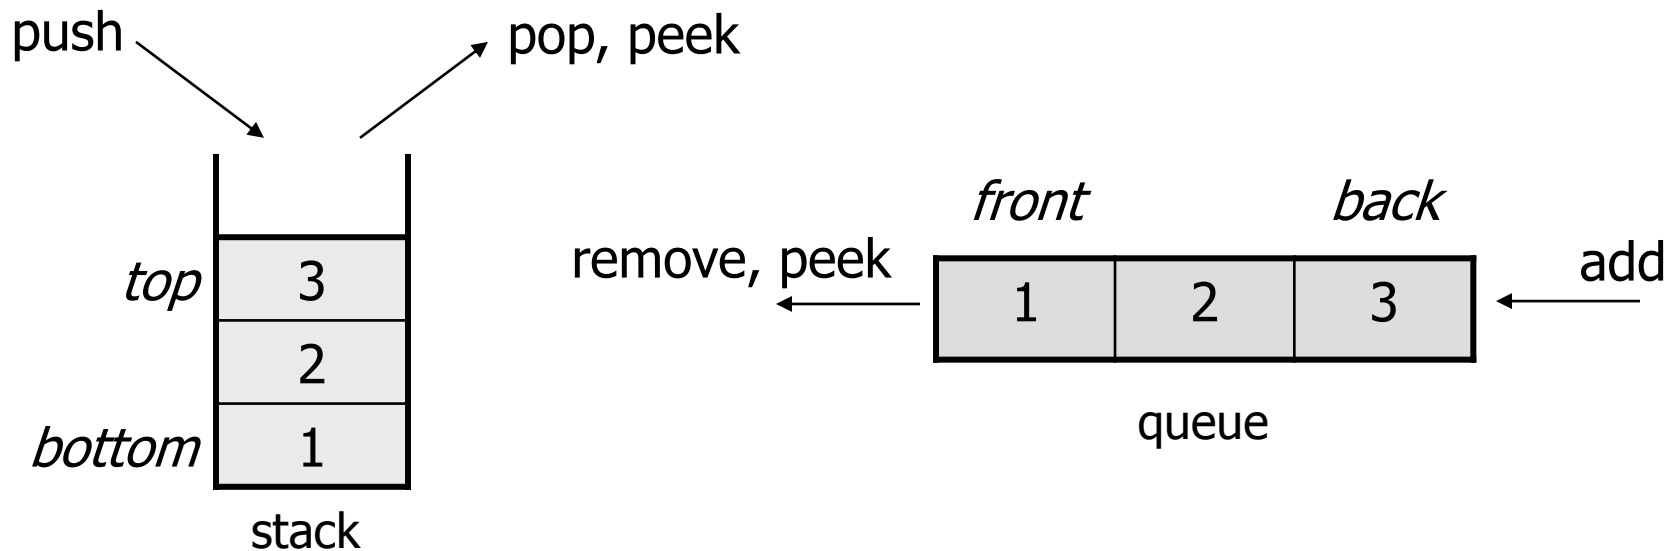 push
pop, peek
top
3
2
bottom
1
stack
front
back
remove, peek
1
2
3
add
queue